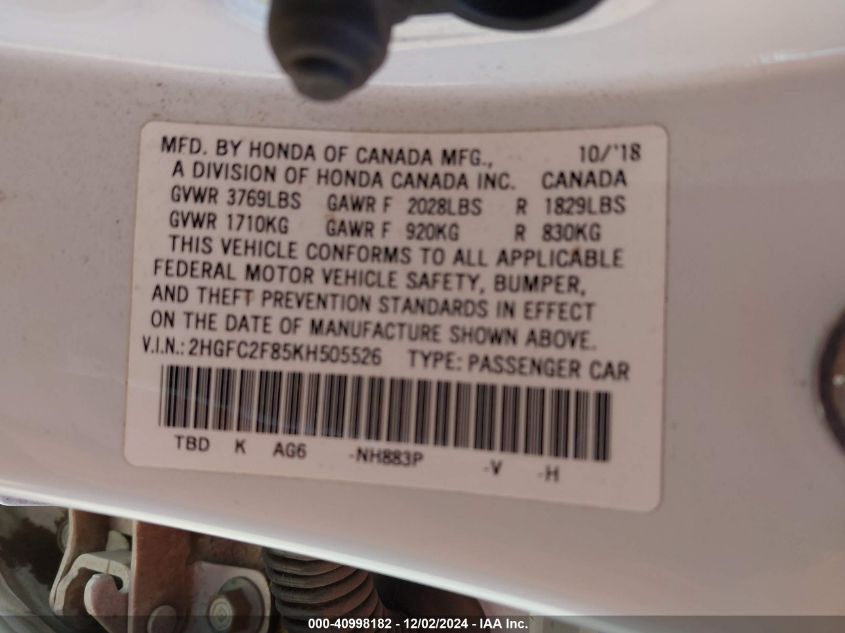 MFD. BY HONDA OF CANADA MFG., 10/'18
A DIVISION OF HONDA CANADA INC. CANADA
GVWR 3769LBS GAWR F 2028LBS R 1829LBS
GVWR 1710KG GAWR F 920KG R 830KG
THIS VEHICLE CONFORMS TO ALL APPLICABLE
FEDERAL MOTOR VEHICLE SAFETY, BUMPER,
AND THEFT PREVENTION STANDARDS IN EFFECT
ON THE DATE OF MANUFACTURE SHOWN ABOVE.
V.I.N.: 2HGFC2F85KH505526 TYPE: PASSENGER CAR
TBD K AG6 -NH883P -V -H
000-40998182 - 12/02/2024 - IAA Inc.